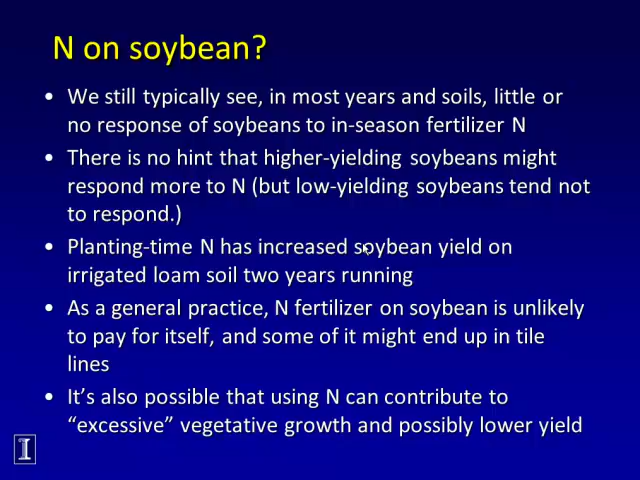 N on soybean?
• We still typically see, in most years and soils, little or
no response of soybeans to in-season fertilizer N
• There is no hint that higher-yielding soybeans might
respond more to N (but low-yielding soybeans tend not
to respond.)
• Planting-time N has increased soybean yield on
irrigated loam soil two years running
• As a general practice, N fertilizer on soybean is unlikely
to pay for itself, and some of it might end up in tile
lines
• It’s also possible that using N can contribute to
“excessive” vegetative growth and possibly lower yield
I